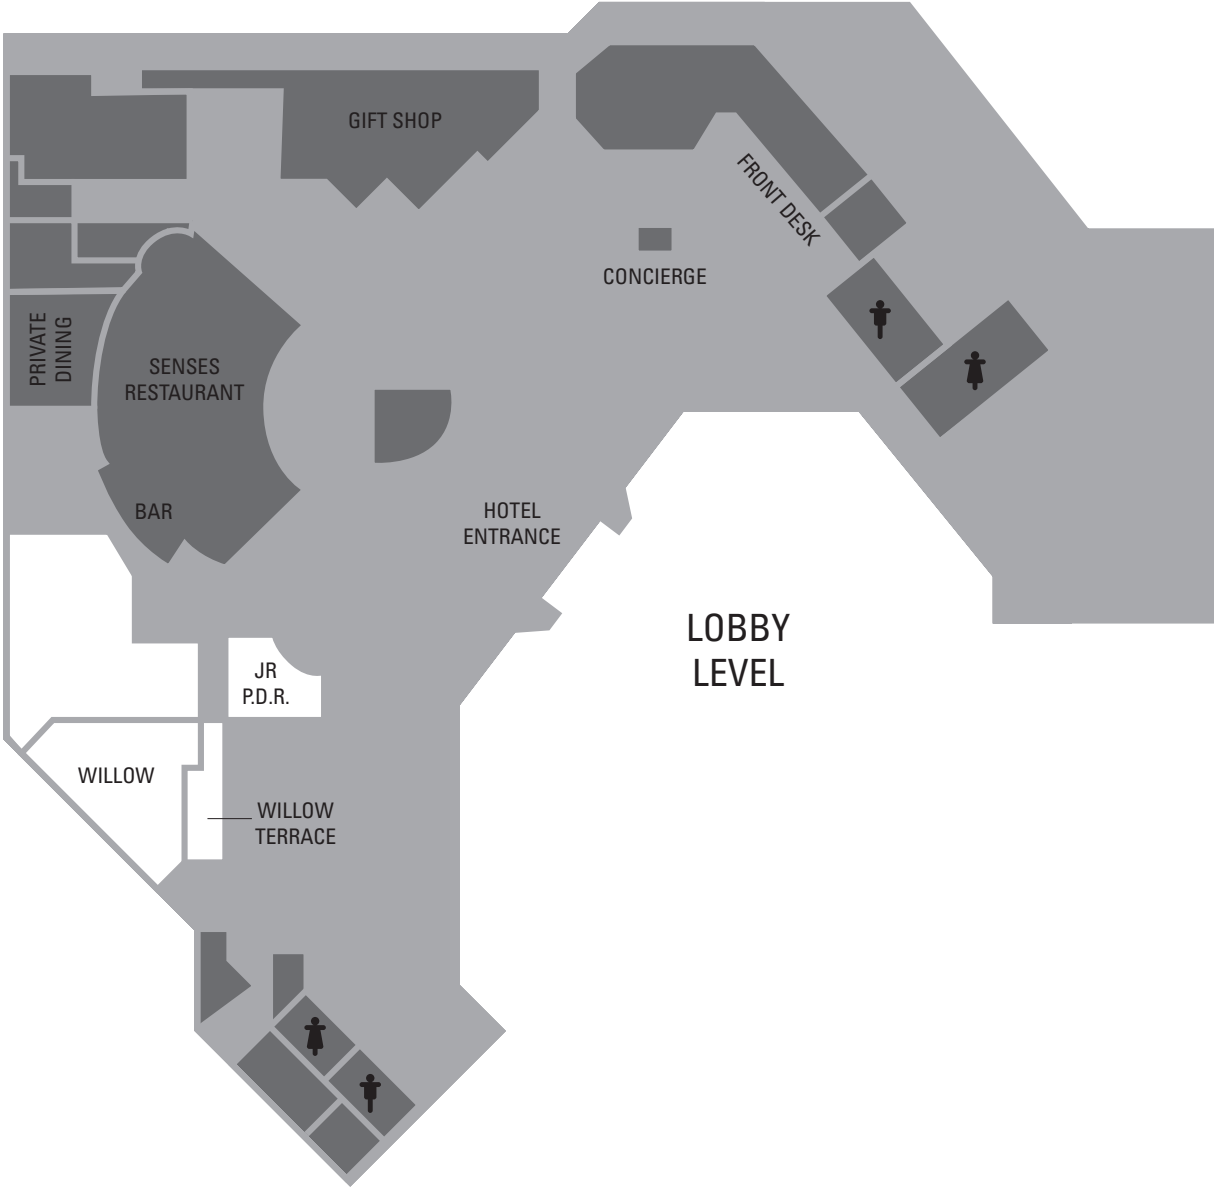 GIFT SHOP
FRONT DESK
CONCIERGE
PRIVATE
DINING
SENSES
RESTAURANT
BAR
HOTEL
ENTRANCE
LOBBY
LEVEL
JR
P.D.R.
WILLOW
WILLOW
TERRACE